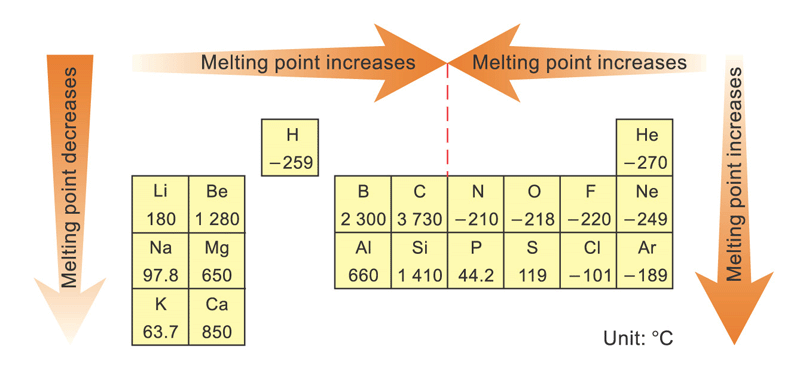 Melting point increases Melting point increases
Melting point decreases
Melting point increases
H He
−259 −270
Li Be B C N O F Ne
180 1 280 2 300 3 730 −210 −218 −220 −249
Na Mg Al Si P S Cl Ar
97.8 650 660 1 410 44.2 119 −101 −189
K Ca
63.7 850
Unit: °C